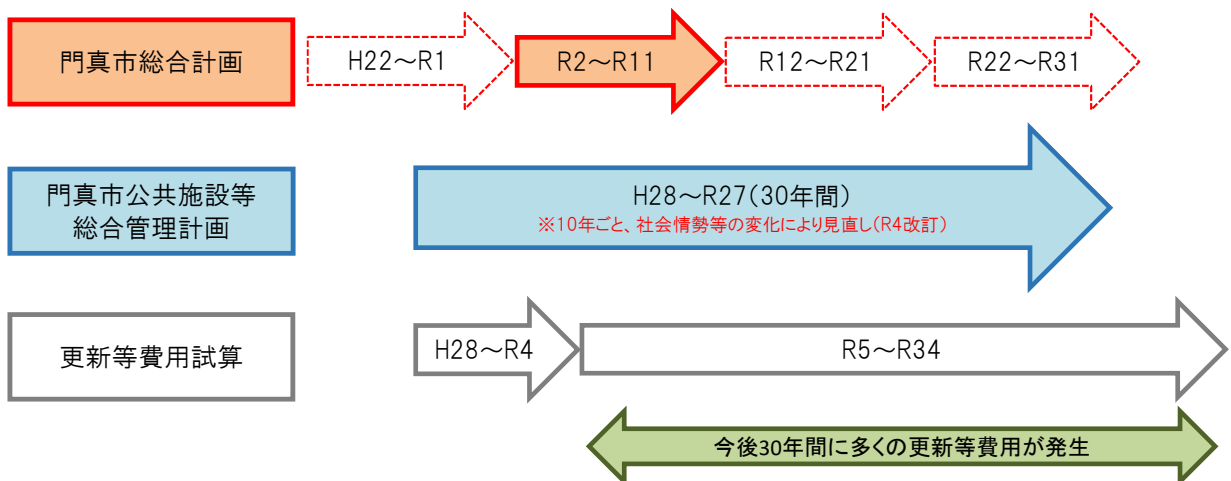 門真市総合計画
H22～R1
R2～R11
R12～R21
R22～R31
門真市公共施設等
総合管理計画
H28～R27(30年間)
※10年ごと、社会情勢等の変化により見直し(R4改訂)
更新等費用試算
H28～R4
R5～R34
今後30年間に多くの更新等費用が発生